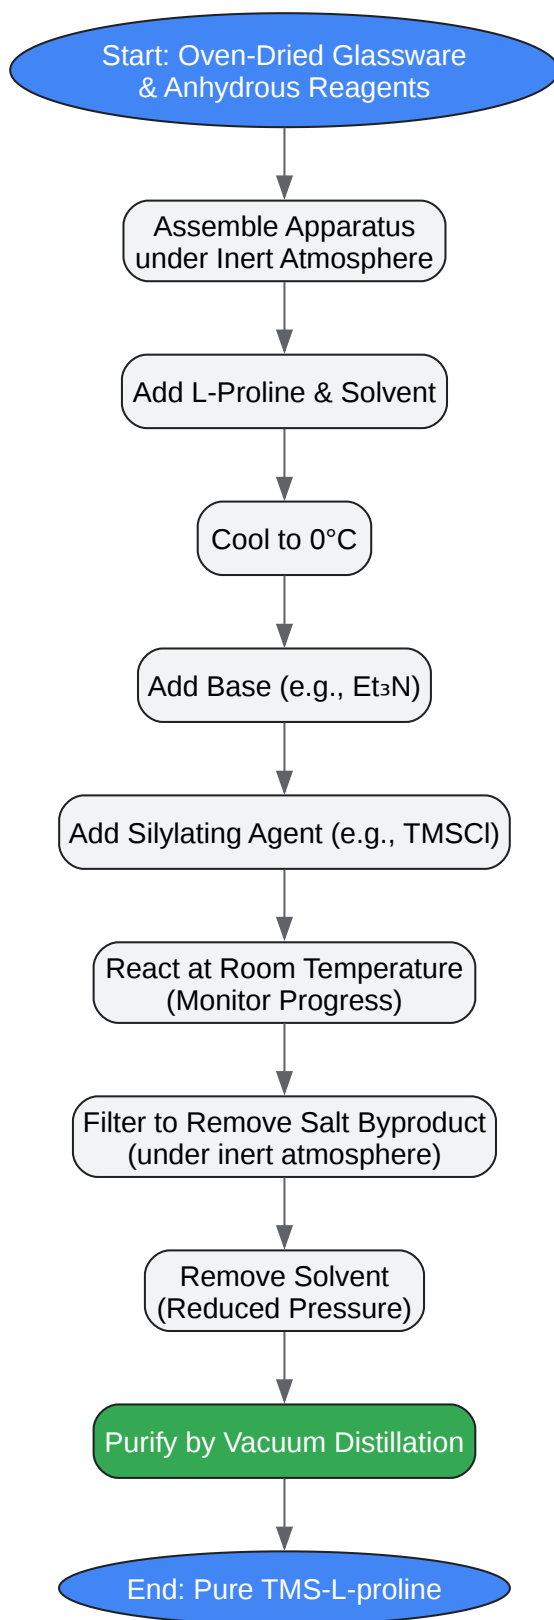 Start: Oven-Dried Glassware
& Anhydrous Reagents
Assemble Apparatus
under Inert Atmosphere
Add L-Proline & Solvent
Cool to 0°C
Add Base (e.g., Et₃N)
Add Silylating Agent (e.g., TMSCl)
React at Room Temperature
(Monitor Progress)
Filter to Remove Salt Byproduct
(under inert atmosphere)
Remove Solvent
(Reduced Pressure)
Purify by Vacuum Distillation
End: Pure TMS-L-proline